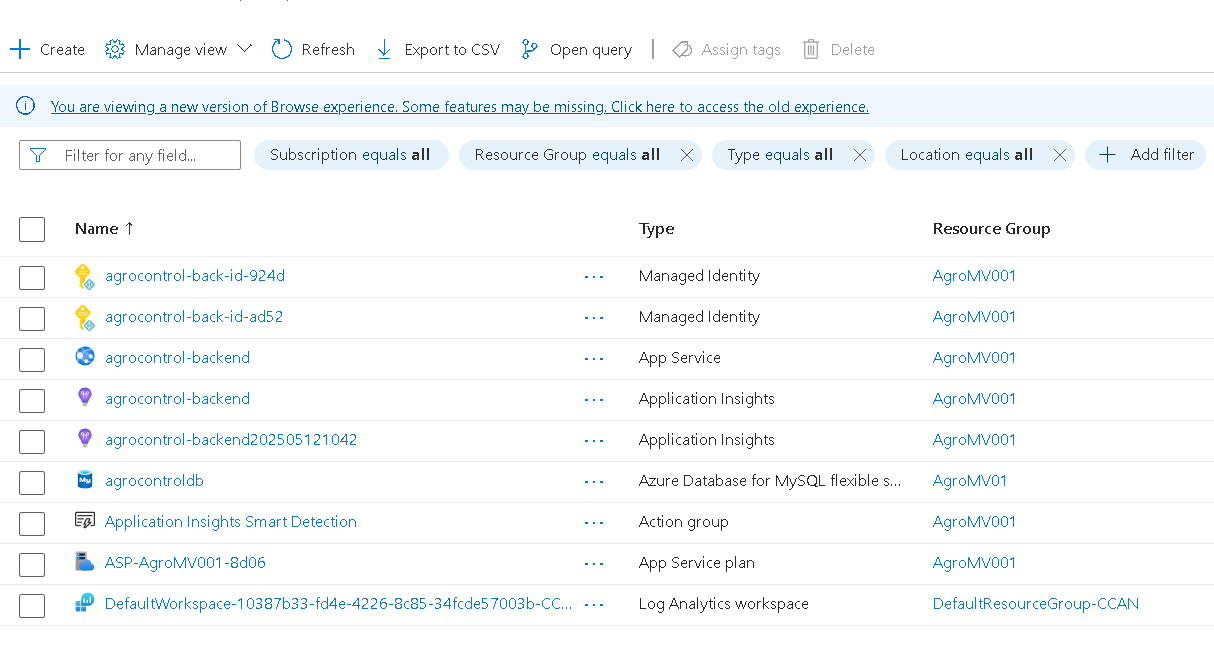 Create Manage view Refresh Export to CSV Open query Assign tags Delete
You are viewing a new version of Browse experience. Some features may be missing. Click here to access the old experience.
Filter for any field... Subscription equals all Resource Group equals all Type equals all Location equals all Add filter
Name ↑ Type Resource Group
agrocontrol-back-id-924d ... Managed Identity AgroMV001
agrocontrol-back-id-ad52 ... Managed Identity AgroMV001
agrocontrol-backend ... App Service AgroMV001
agrocontrol-backend ... Application Insights AgroMV001
agrocontrol-backend202505121042 ... Application Insights AgroMV001
agrocontroldb ... Azure Database for MySQL flexible s... AgroMV01
Application Insights Smart Detection ... Action group AgroMV001
ASP-AgroMV001-8d06 ... App Service plan AgroMV001
DefaultWorkspace-10387b33-fd4e-4226-8c85-34fcde57003b-CC... ... Log Analytics workspace DefaultResourceGroup-CCAN